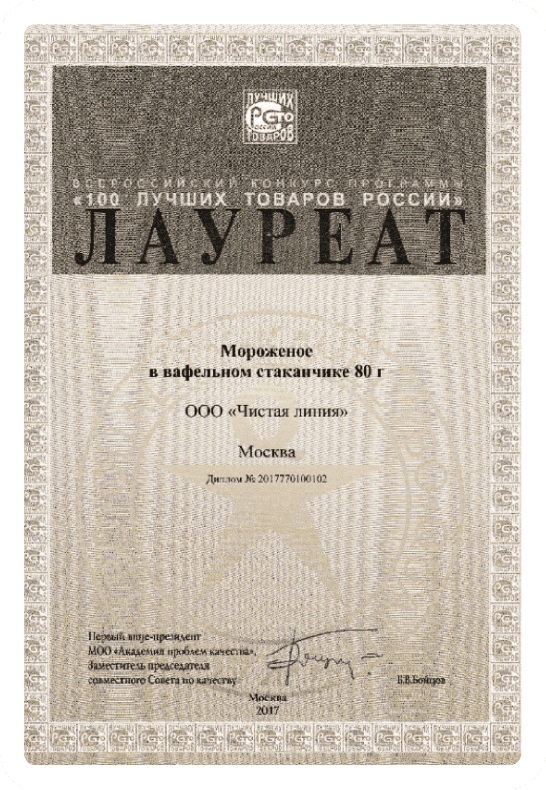 ЛУЧШИХ
РСТО
РОССИИ
ТОВАРОВ
ВСЕРОССИЙСКИЙ КОНКУРС ПРОГРАММЫ
«100 ЛУЧШИХ ТОВАРОВ РОССИИ»
ЛАУРЕАТ
Мороженое
в вафельном стаканчике 80 г
ООО «Чистая линия»
Москва
Диплом № 2017770100102
Первый вице-президент
МОО «Академия проблем качества»,
Заместитель председателя
совместного Совета по качеству
Б.В.Бойцов
Москва
2017